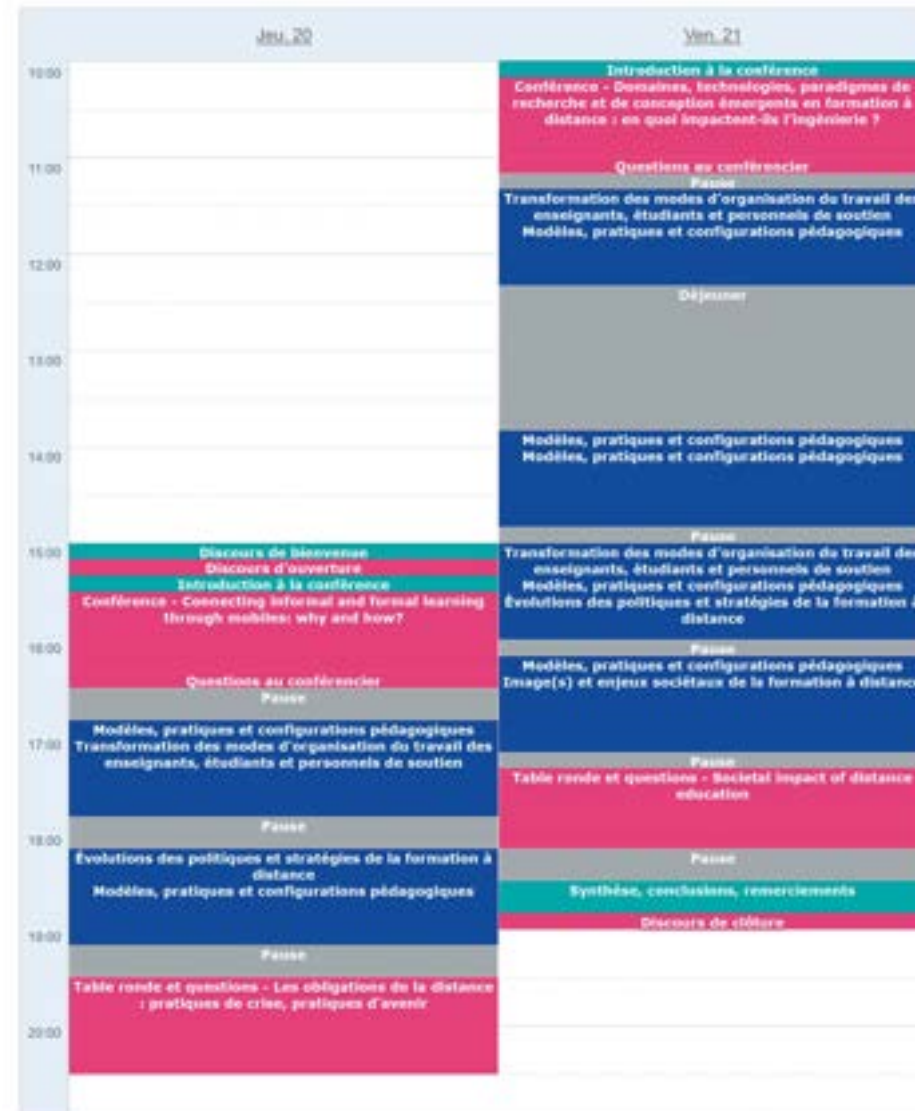 Jeu. 20
Ven. 21
10:00
11:00
12:00
13:00
14:00
15:00
16:00
17:00
18:00
19:00
20:00
Discours de bienvenue
Discours d'ouverture
Introduction à la conférence
Conférence - Connecting informal and formal learning
through mobiles: why and how?
Questions au conférencier
Pause
Modèles, pratiques et configurations pédagogiques
Transformation des modes d'organisation du travail des
enseignants, étudiants et personnels de soutien
Pause
Évolutions des politiques et stratégies de la formation à
distance
Modèles, pratiques et configurations pédagogiques
Pause
Table ronde et questions - Les obligations de la distance
: pratiques de crise, pratiques d'avenir
Introduction à la conférence
Conférence - Domaines, technologies, paradigmes de
recherche et de conception émergents en formation à
distance : en quoi impactent-ils l'ingénierie ?
Questions au conférencier
Pause
Transformation des modes d'organisation du travail des
enseignants, étudiants et personnels de soutien
Modèles, pratiques et configurations pédagogiques
Déjeuner
Modèles, pratiques et configurations pédagogiques
Modèles, pratiques et configurations pédagogiques
Pause
Transformation des modes d'organisation du travail des
enseignants, étudiants et personnels de soutien
Modèles, pratiques et configurations pédagogiques
Évolutions des politiques et stratégies de la formation à
distance
Pause
Modèles, pratiques et configurations pédagogiques
Image(s) et enjeux sociétaux de la formation à distance
Pause
Table ronde et questions - Societal impact of distance
education
Pause
Synthèse, conclusions, remerciements
Discours de clôture